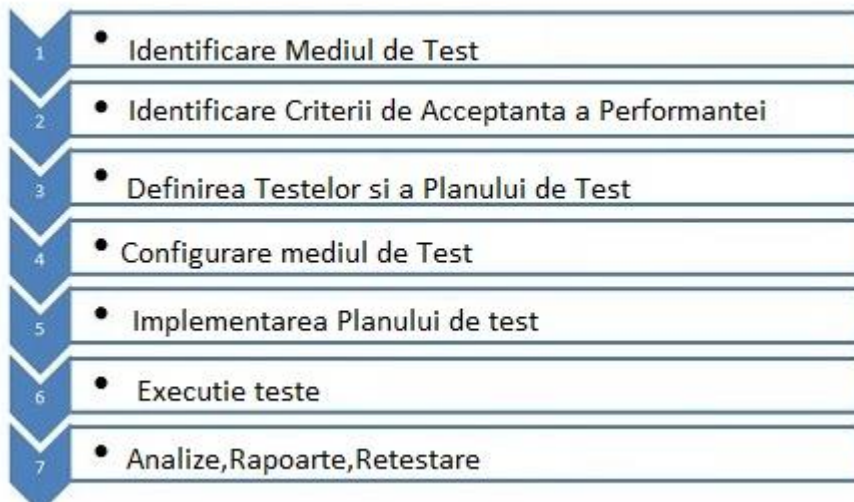 1 • Identificare Mediul de Test
2 • Identificare Criterii de Acceptanta a Performantei
3 • Definirea Testelor si a Planului de Test
4 • Configurare mediul de Test
5 • Implementarea Planului de test
6 • Executie teste
7 • Analize,Rapoarte,Retestare